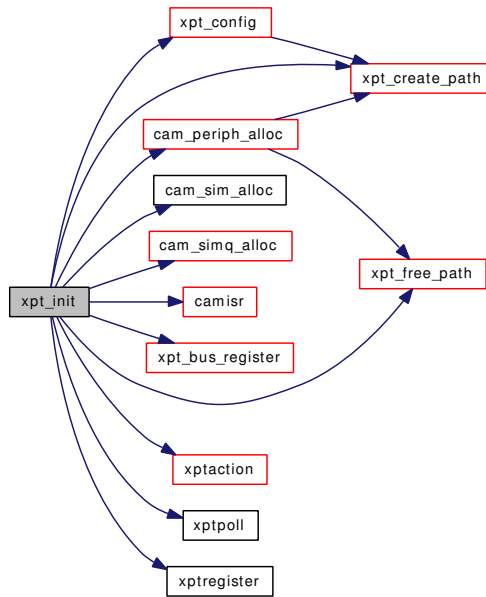 xpt_config
xpt_create_path
cam_periph_alloc
cam_sim_alloc
cam_simq_alloc
xpt_free_path
xpt_init
camisr
xpt_bus_register
xptaction
xptpoll
xptregister